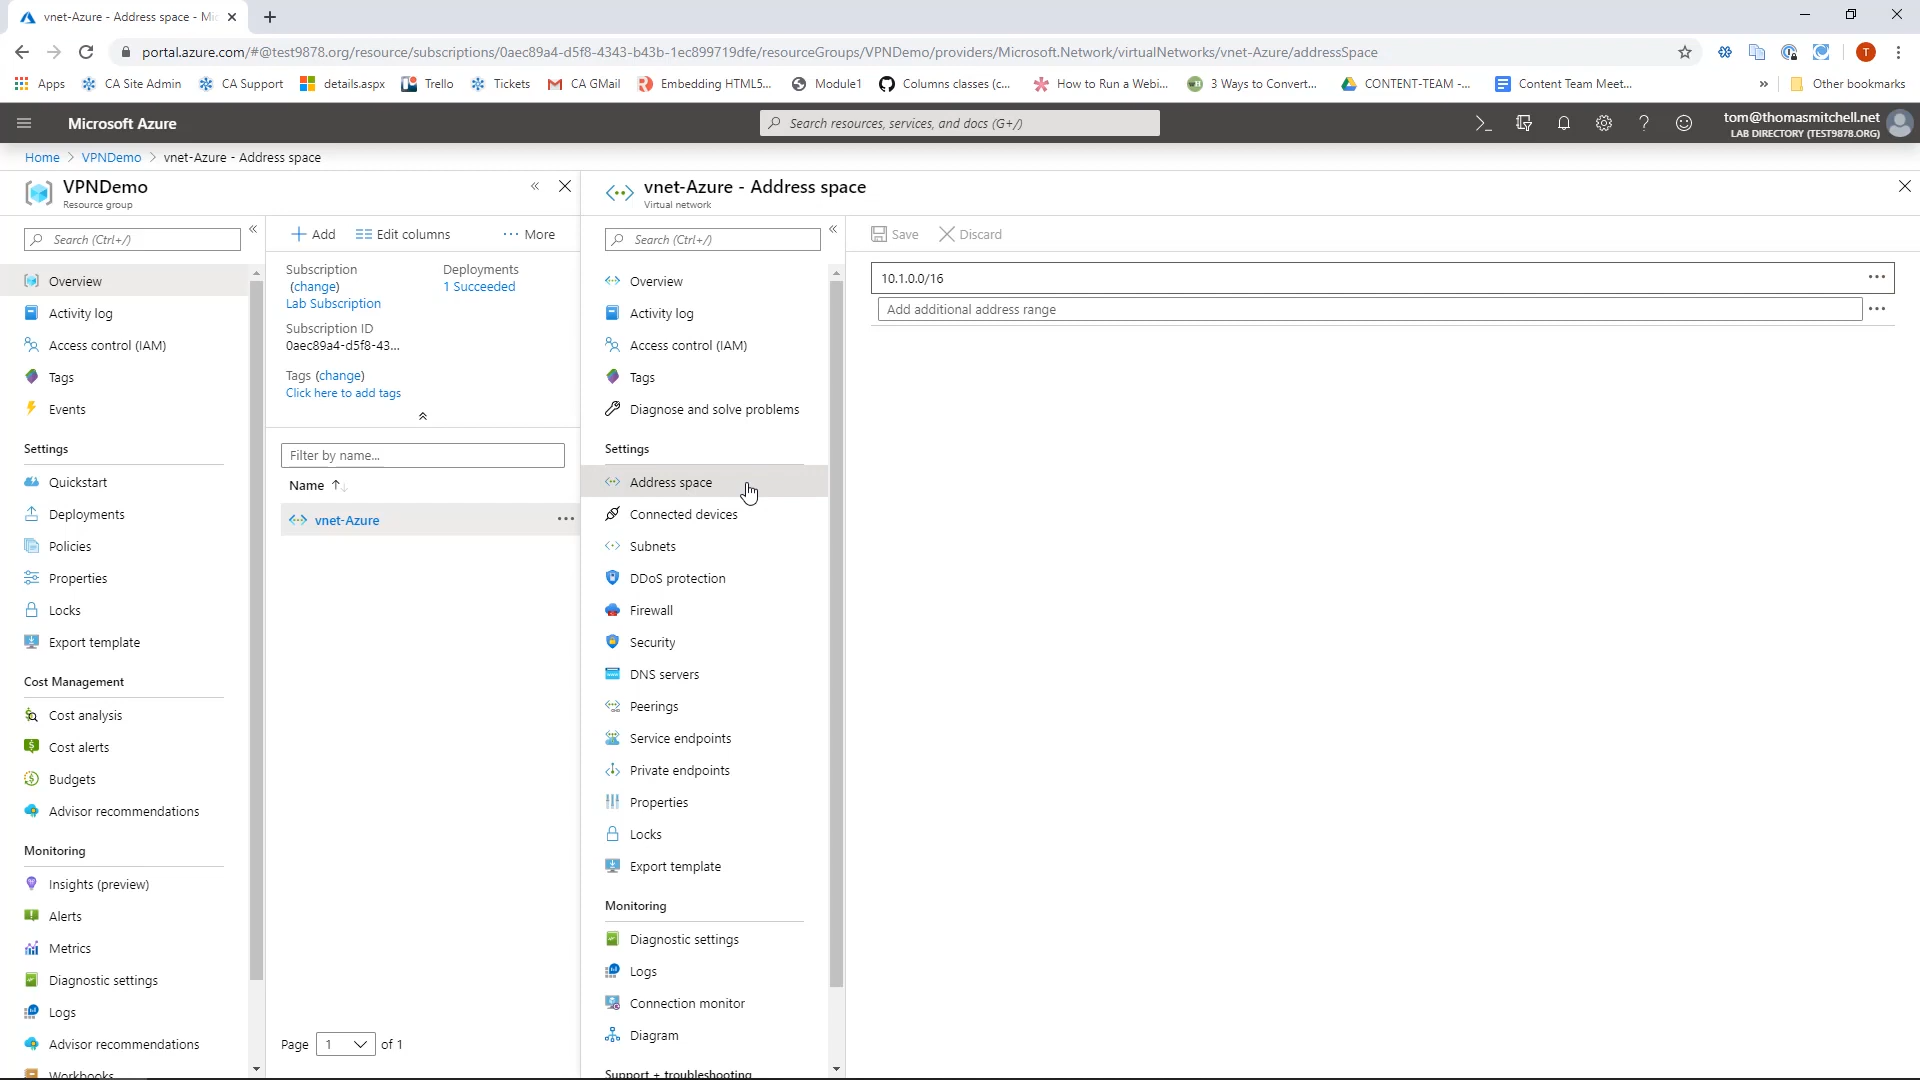 vnet-Azure - Address space - Mic
portal.azure.com/#@test9878.org/resource/subscriptions/0aec89a4-d5f8-4343-b43b-1ec899719dfe/resourceGroups/VPNDemo/providers/Microsoft.Network/virtualNetworks/vnet-Azure/addressSpace
T
Apps CA Site Admin CA Support details.aspx Trello Tickets CA GMail Embedding HTML5... Module1 Columns classes (c... How to Run a Webi... 3 Ways to Convert... CONTENT-TEAM -... Content Team Meet... » Other bookmarks
Microsoft Azure
Search resources, services, and docs (G+/)
tom@thomasmitchell.net
LAB DIRECTORY (TEST9878.ORG)
Home > VPNDemo > vnet-Azure - Address space
VPNDemo
Resource group
Search (Ctrl+/)
Overview
Activity log
Access control (IAM)
Tags
Events
Settings
Quickstart
Deployments
Policies
Properties
Locks
Export template
Cost Management
Cost analysis
Cost alerts
Budgets
Advisor recommendations
Monitoring
Insights (preview)
Alerts
Metrics
Diagnostic settings
Logs
Advisor recommendations
Workbooks
Add Edit columns More
Subscription
(change)
Lab Subscription
Deployments
1 Succeeded
Subscription ID
0aec89a4-d5f8-43...
Tags (change)
Click here to add tags
Filter by name...
Name
vnet-Azure
Page 1 of 1
vnet-Azure - Address space
Virtual network
Search (Ctrl+/)
Overview
Activity log
Access control (IAM)
Tags
Diagnose and solve problems
Settings
Address space
Connected devices
Subnets
DDoS protection
Firewall
Security
DNS servers
Peerings
Service endpoints
Private endpoints
Properties
Locks
Export template
Monitoring
Diagnostic settings
Logs
Connection monitor
Diagram
Support + troubleshooting
Save Discard
10.1.0.0/16
Add additional address range